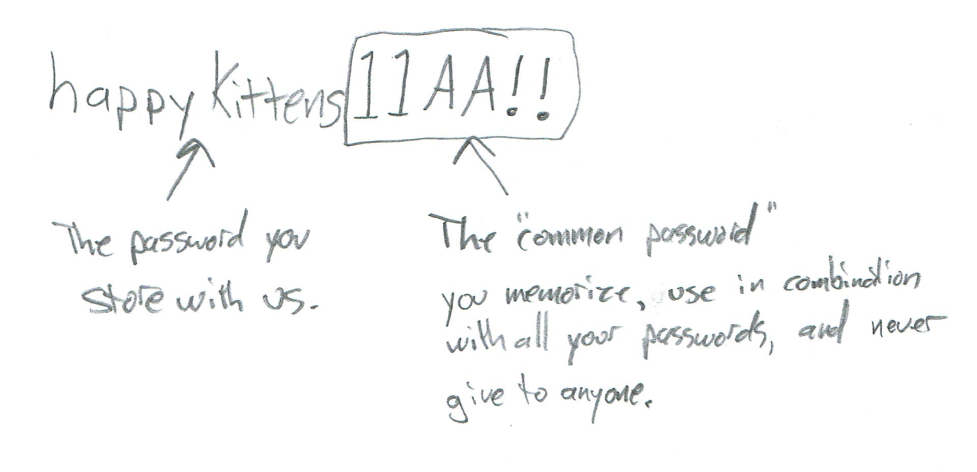 happyKittens11AA!!
The password you
store with us.
The "common password"
you memorize, use in combination
with all your passwords, and never
give to anyone.